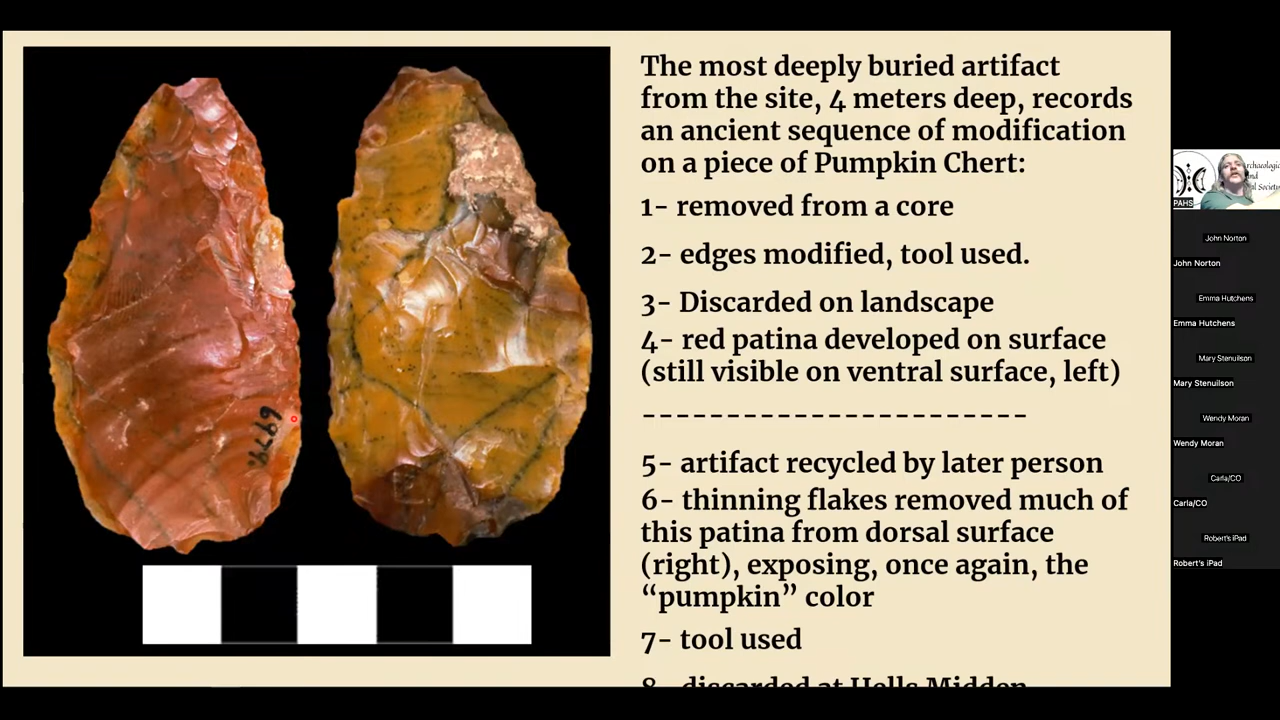 The most deeply buried artifact
from the site, 4 meters deep, records
an ancient sequence of modification
on a piece of Pumpkin Chert:
1- removed from a core
2- edges modified, tool used.
3- Discarded on landscape
4- red patina developed on surface
(still visible on ventral surface, left)
-----------------------
5- artifact recycled by later person
6- thinning flakes removed much of
this patina from dorsal surface
(right), exposing, once again, the
“pumpkin” color
7- tool used
8- discarded at Hells Midden
6979.
PAHS
John Norton
John Norton
Emma Hutchens
Emma Hutchens
Mary Stenuilson
Mary Stenuilson
Wendy Moran
Wendy Moran
Carla/CO
Carla/CO
Robert's iPad
Robert's iPad